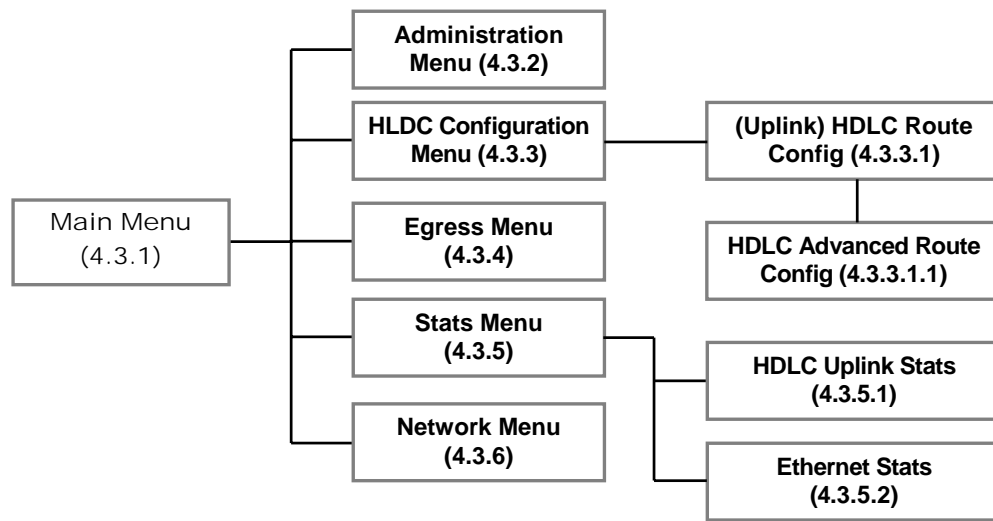 Main Menu
(4.3.1)
Administration
Menu (4.3.2)
HLDC Configuration
Menu (4.3.3)
(Uplink) HDLC Route
Config (4.3.3.1)
HDLC Advanced Route
Config (4.3.3.1.1)
Egress Menu
(4.3.4)
Stats Menu
(4.3.5)
HDLC Uplink Stats
(4.3.5.1)
Ethernet Stats
(4.3.5.2)
Network Menu
(4.3.6)